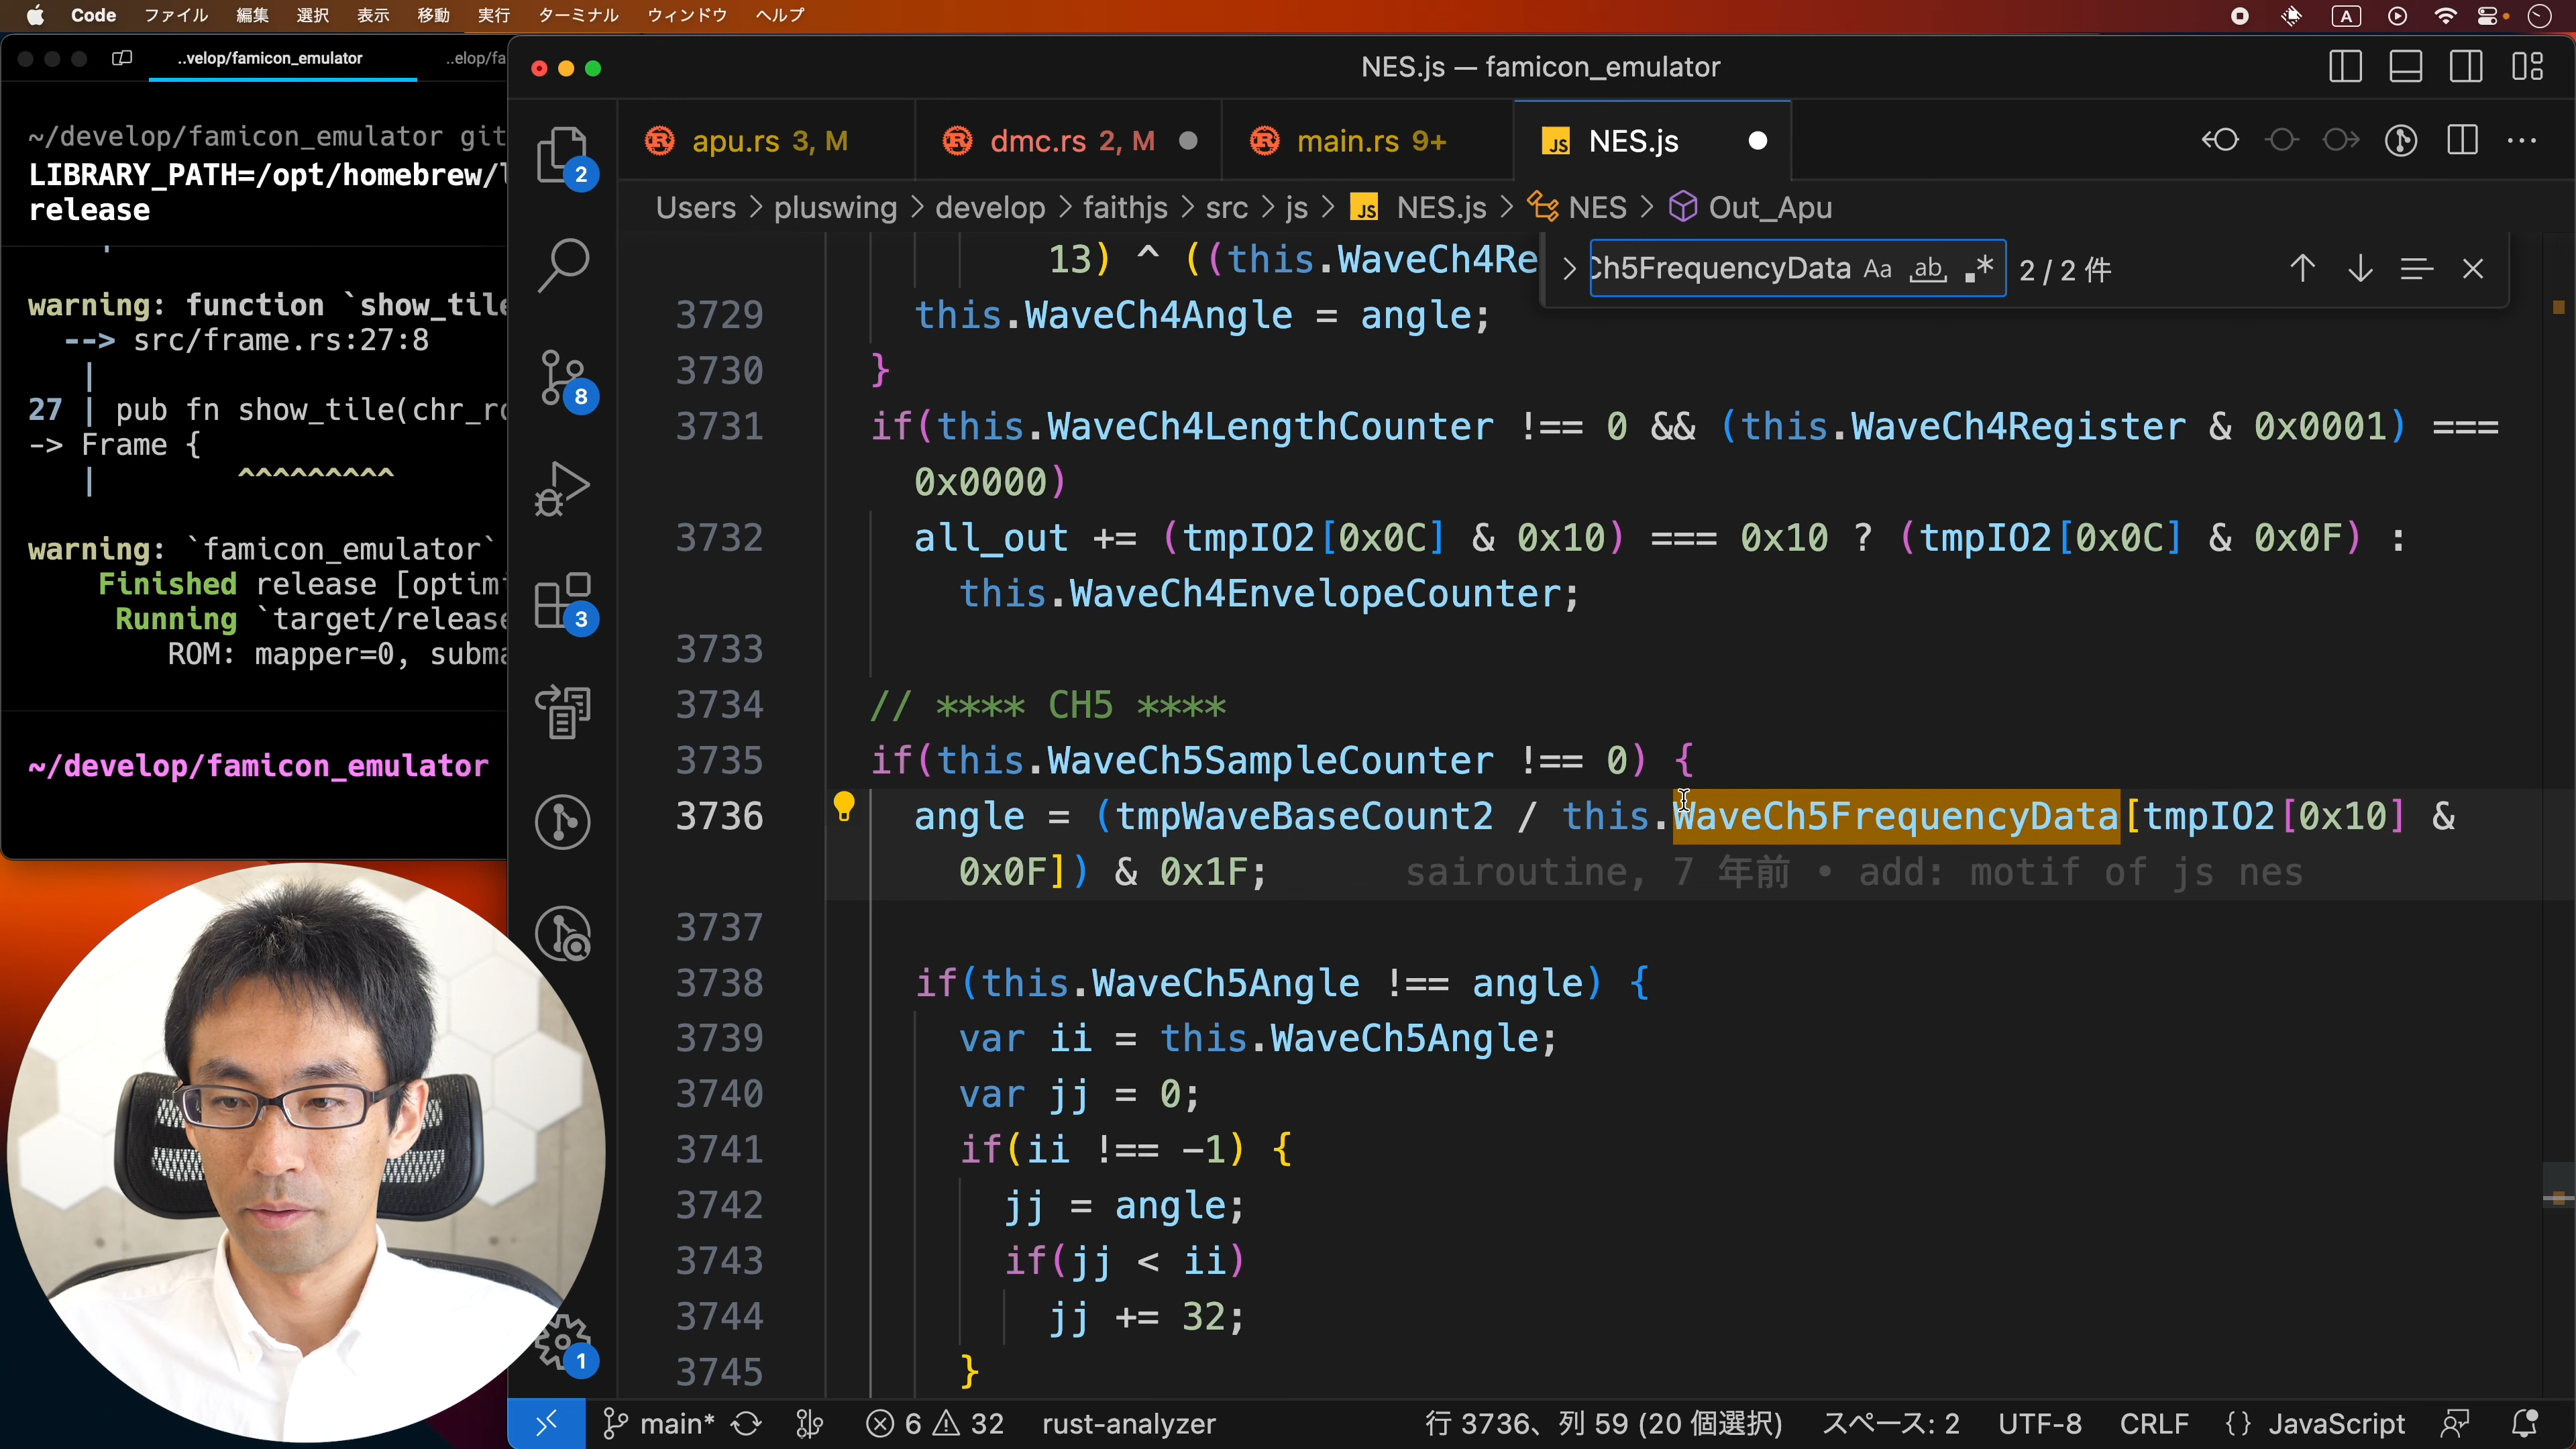 Code ファイル 編集 選択 表示 移動 実行 ターミナル ウィンドウ ヘルプ
A
..velop/famicon_emulator
..elop/fa
~/develop/famicon_emulator git
LIBRARY_PATH=/opt/homebrew/l
release
warning: function `show_tile
--> src/frame.rs:27:8
|
27 | pub fn show_tile(chr_ro
-> Frame {
| ^^^^^^^^^
warning: `famicon_emulator`
Finished release [optimi
Running `target/release
ROM: mapper=0, subma
~/develop/famicon_emulator
NES.js — famicon_emulator
apu.rs 3, M
dmc.rs 2, M
main.rs 9+
JS NES.js
Users > pluswing > develop > faithjs > src > js > JS NES.js > NES > Out_Apu
Ch5FrequencyData Aa ab .* 2 / 2 件
2
8
3
1
13) ^ ((this.WaveCh4Re
3729 this.WaveCh4Angle = angle;
3730 }
3731 if(this.WaveCh4LengthCounter !== 0 && (this.WaveCh4Register & 0x0001) ===
0x0000)
3732 all_out += (tmpIO2[0x0C] & 0x10) === 0x10 ? (tmpIO2[0x0C] & 0x0F) :
this.WaveCh4EnvelopeCounter;
3733
3734 // **** CH5 ****
3735 if(this.WaveCh5SampleCounter !== 0) {
3736 angle = (tmpWaveBaseCount2 / this.WaveCh5FrequencyData[tmpIO2[0x10] &
0x0F]) & 0x1F; sairoutine, 7 年前 • add: motif of js nes
3737
3738 if(this.WaveCh5Angle !== angle) {
3739 var ii = this.WaveCh5Angle;
3740 var jj = 0;
3741 if(ii !== -1) {
3742 jj = angle;
3743 if(jj < ii)
3744 jj += 32;
3745 }
main* 6 32 rust-analyzer 行 3736、列 59 (20 個選択) スペース: 2 UTF-8 CRLF {} JavaScript